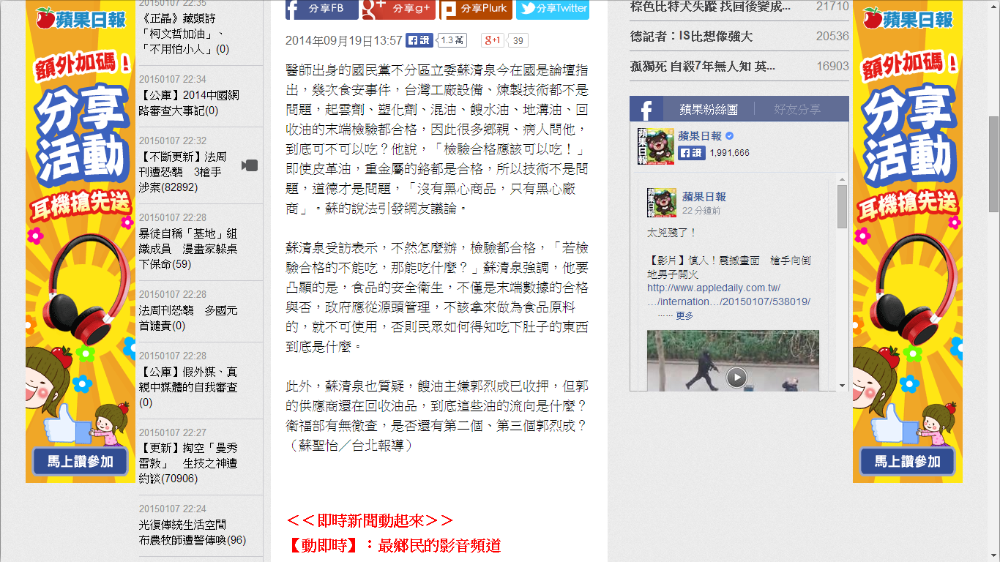 蘋果日報
額外加碼！
分享
活動
耳機搶先送
馬上讚參加
20150107 22:35
《正晶》藏頭詩
「柯文哲加油」、
「不用怕小人」(0)
20150107 22:34
【公庫】2014中國網
路審查大事記(0)
20150107 22:32
【不斷更新】法周
刊遭恐襲　3槍手
涉案(82892)
20150107 22:28
暴徒自稱「基地」組
織成員　漫畫家躲桌
下保命(59)
20150107 22:28
法周刊恐襲　多國元
首譴責(0)
20150107 22:28
【公庫】假外媒、真
親中媒體的自我審查
(0)
20150107 22:27
【更新】掏空「曼秀
雷敦」　生技之神遭
約談(70906)
20150107 22:24
光復傳統生活空間
布農牧師遭警傳喚(96)
分享FB
分享g+
分享Plurk
分享Twitter
2014年09月19日13:57 讚 1.3 萬 g+1 39
醫師出身的國民黨不分區立委蘇清泉今在國是論壇指
出，幾次食安事件，台灣工廠設備、煉製技術都不是
問題，起雲劑、塑化劑、混油、餿水油、地溝油、回
收油的末端檢驗都合格，因此很多鄉親、病人問他，
到底可不可以吃？他說，「檢驗合格應該可以吃！」
即使皮革油，重金屬的鉻都是合格，所以技術不是問
題，道德才是問題，「沒有黑心商品，只有黑心廠
商」。蘇的說法引發網友議論。
蘇清泉受訪表示，不然怎麼辦，檢驗都合格，「若檢
驗合格的不能吃，那能吃什麼？」蘇清泉強調，他要
凸顯的是，食品的安全衛生，不僅是末端數據的合格
與否，政府應從源頭管理，不該拿來做為食品原料
的，就不可使用，否則民眾如何得知吃下肚子的東西
到底是什麼。
此外，蘇清泉也質疑，餿油主嫌郭烈成已收押，但郭
的供應商還在回收油品，到底這些油的流向是什麼？
衛福部有無徹查，是否還有第二個、第三個郭烈成？
（蘇聖怡／台北報導）
＜＜即時新聞動起來＞＞
【動即時】：最鄉民的影音頻道
棕色比特犬失蹤 找回後變成... 21710
德記者：IS比想像強大 20536
孤獨死 自殺7年無人知 英... 16903
蘋果粉絲團 好友分享
蘋果日報
蘋果日報
讚 1,991,666
蘋果日報
蘋果日報
22 分鐘前
太兇殘了！
【影片】慎入！震撼畫面　槍手向倒
地男子開火
http://www.appledaily.com.tw/
…/internation…/20150107/538019/
…… 更多
蘋果日報
額外加碼！
分享
活動
耳機搶先送
馬上讚參加